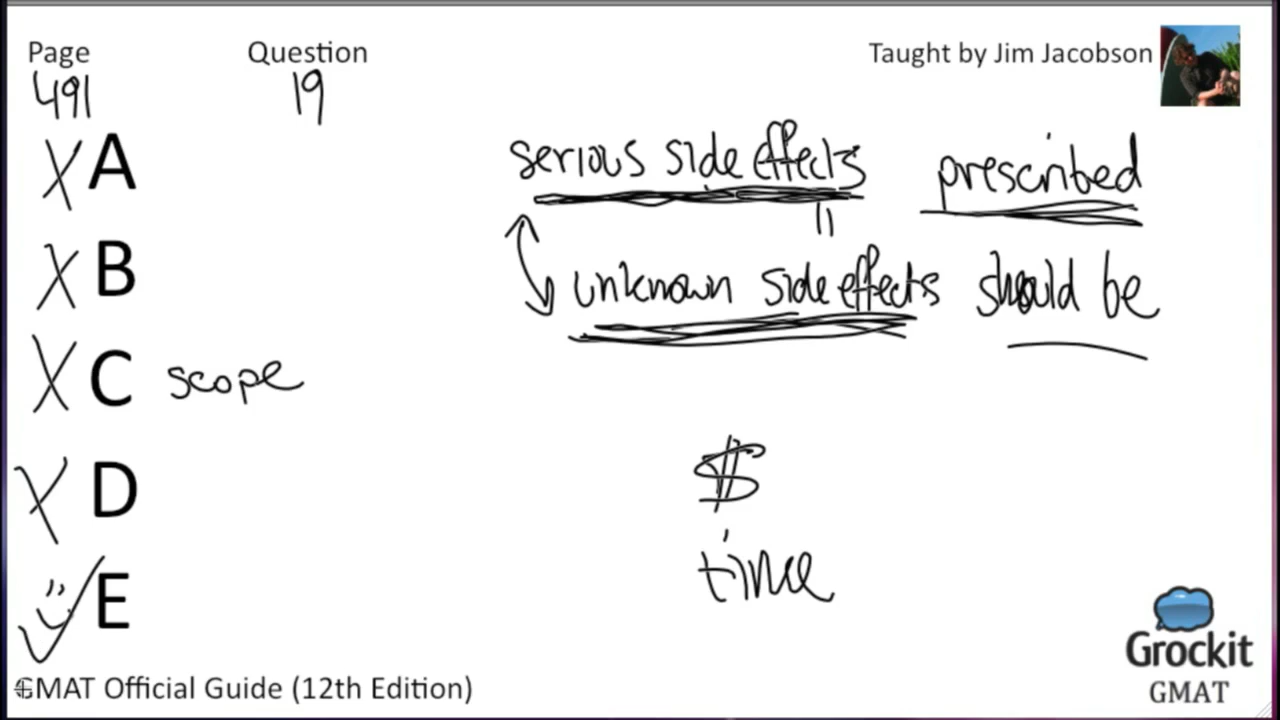 Page Question Taught by Jim Jacobson
491 19
X A
X B
X C scope
X D
E
serious side effects prescribed
unknown side effects should be
$
time
GMAT Official Guide (12th Edition)
Grockit
GMAT